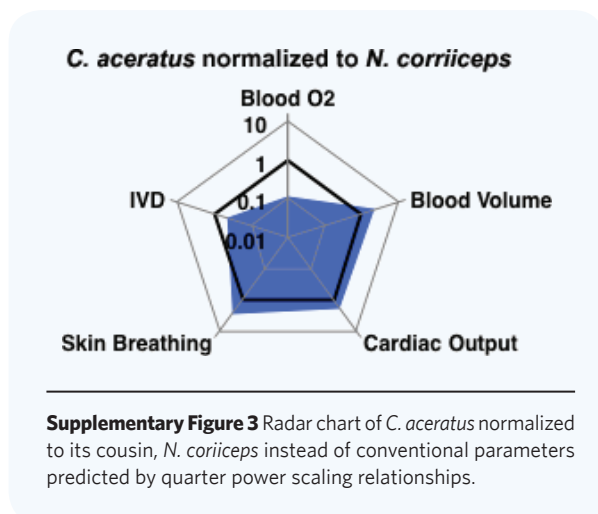 C. aceratus normalized to N. corriiceps
Blood O2
10
1
IVD
0.1
Blood Volume
0.01
Skin Breathing
Cardiac Output
Supplementary Figure 3 Radar chart of C. aceratus normalized
to its cousin, N. coriiceps instead of conventional parameters
predicted by quarter power scaling relationships.